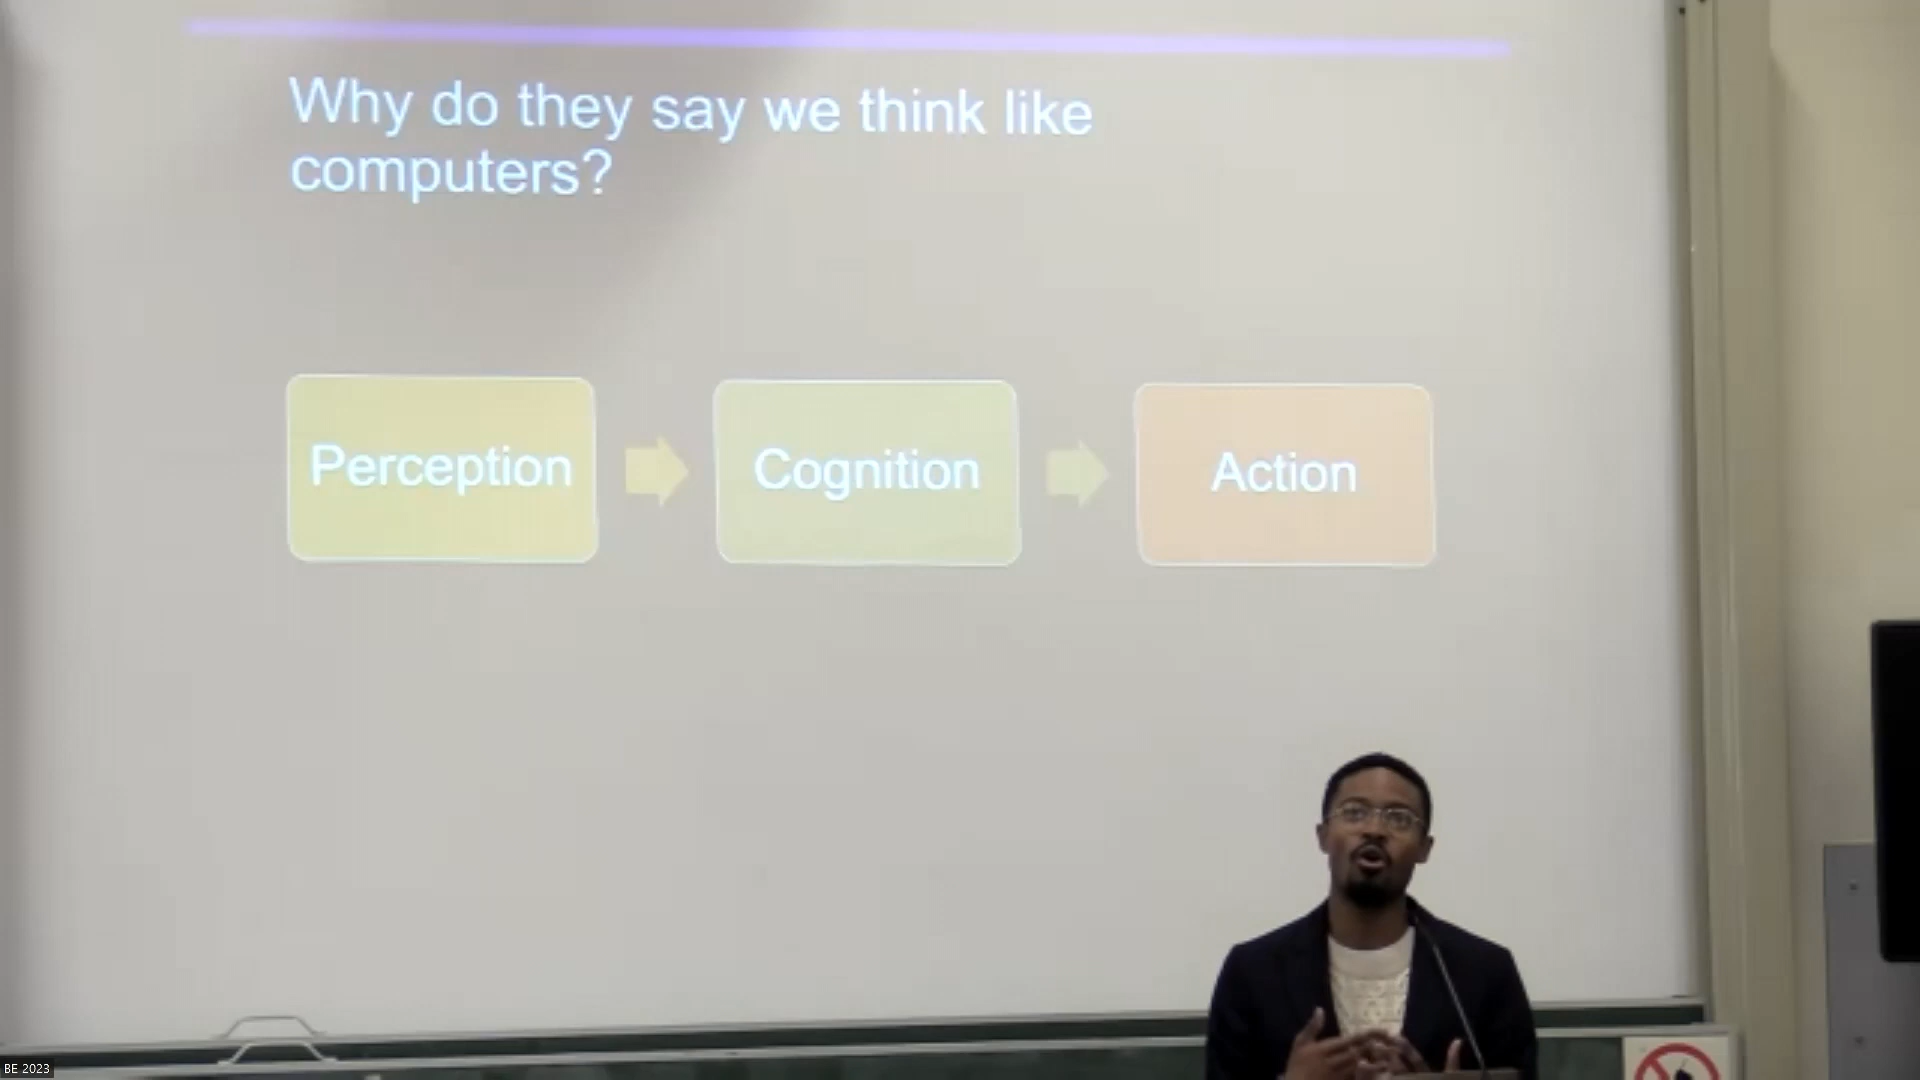 Why do they say we think like
computers?
Perception
Cognition
Action
BE 2023